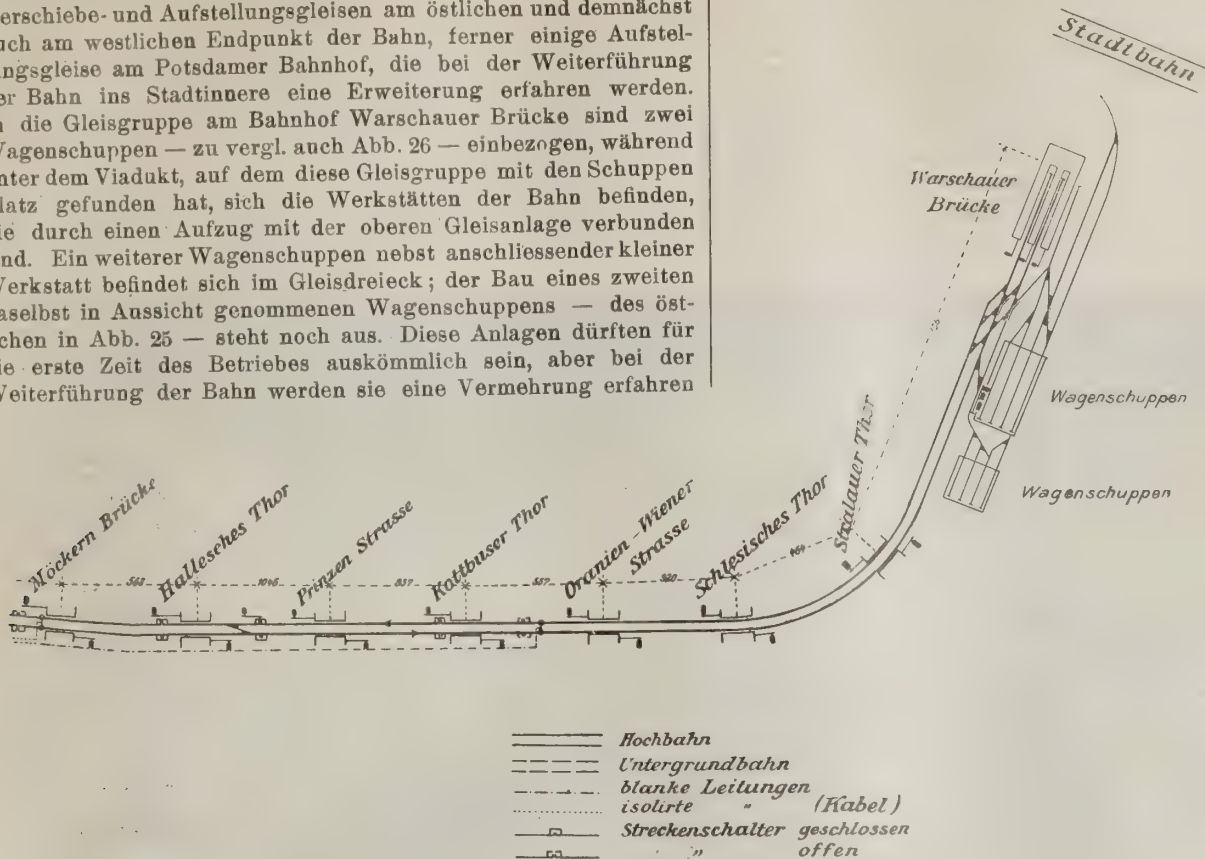 erschiebe- und Aufstellungsgleisen am östlichen und demnächst
uch am westlichen Endpunkt der Bahn, ferner einige Aufstel-
ngsgleise am Potsdamer Bahnhof, die bei der Weiterführung
er Bahn ins Stadtinnere eine Erweiterung erfahren werden.
die Gleisgruppe am Bahnhof Warschauer Brücke sind zwei
agenschuppen — zu vergl. auch Abb. 26 — einbezogen, während
nter dem Viadukt, auf dem diese Gleisgruppe mit den Schuppen
latz gefunden hat, sich die Werkstätten der Bahn befinden,
ie durch einen Aufzug mit der oberen Gleisanlage verbunden
nd. Ein weiterer Wagenschuppen nebst anschliessender kleiner
erkstatt befindet sich im Gleisdreieck; der Bau eines zweiten
aselbst in Aussicht genommenen Wagenschuppens — des öst-
chen in Abb. 25 — steht noch aus. Diese Anlagen dürften für
ie erste Zeit des Betriebes auskömmlich sein, aber bei der
eiterführung der Bahn werden sie eine Vermehrung erfahren
Stadtbahn
Warschauer
Brücke
Wagenschuppen
Wagenschuppen
Stralauer Thor
Möckern Brücke
Hallesches Thor
Prinzen Strasse
Kottbuser Thor
Oranien-Wiener
Strasse
Schlesisches Thor
1046
837
887
920
Hochbahn
Untergrundbahn
blanke Leitungen
isolirte " (Kabel)
Streckenschalter geschlossen
" offen